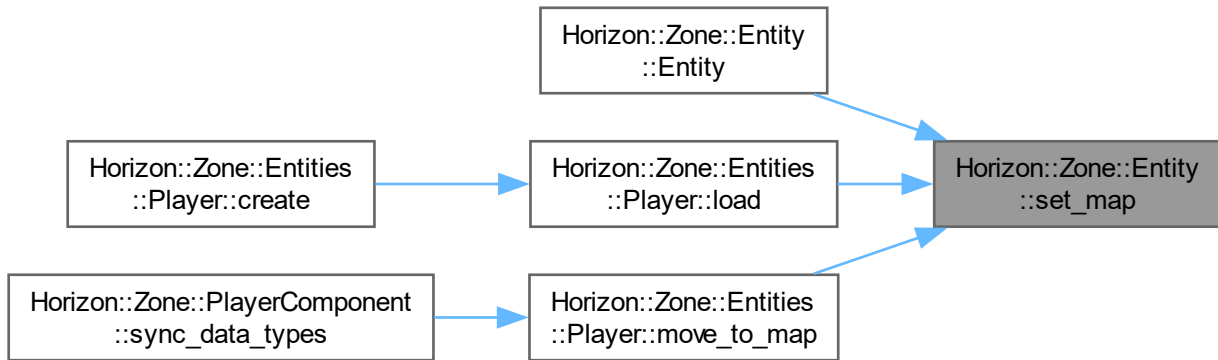 Horizon::Zone::Entity
::Entity
Horizon::Zone::Entities
::Player::create
Horizon::Zone::Entities
::Player::load
Horizon::Zone::Entity
::set_map
Horizon::Zone::PlayerComponent
::sync_data_types
Horizon::Zone::Entities
::Player::move_to_map